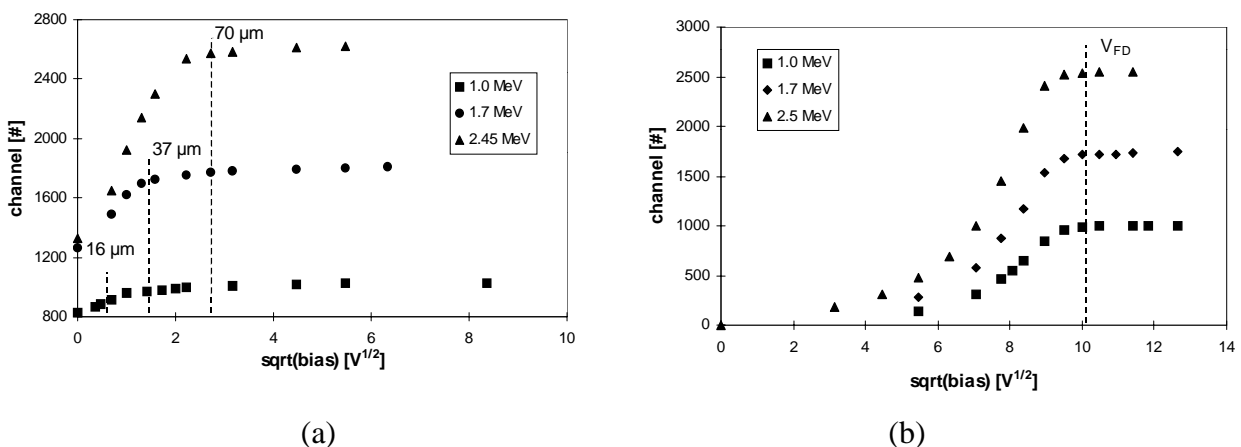 2800
2400
2000
1600
1200
800
channel [#]
70 µm
37 µm
16 µm
1.0 MeV
1.7 MeV
2.45 MeV
0 2 4 6 8 10
sqrt(bias) [V1/2]
(a)
3000
2500
2000
1500
1000
500
0
channel [#]
VFD
1.0 MeV
1.7 MeV
2.5 MeV
0 2 4 6 8 10 12 14
sqrt(bias) [V1/2]
(b)